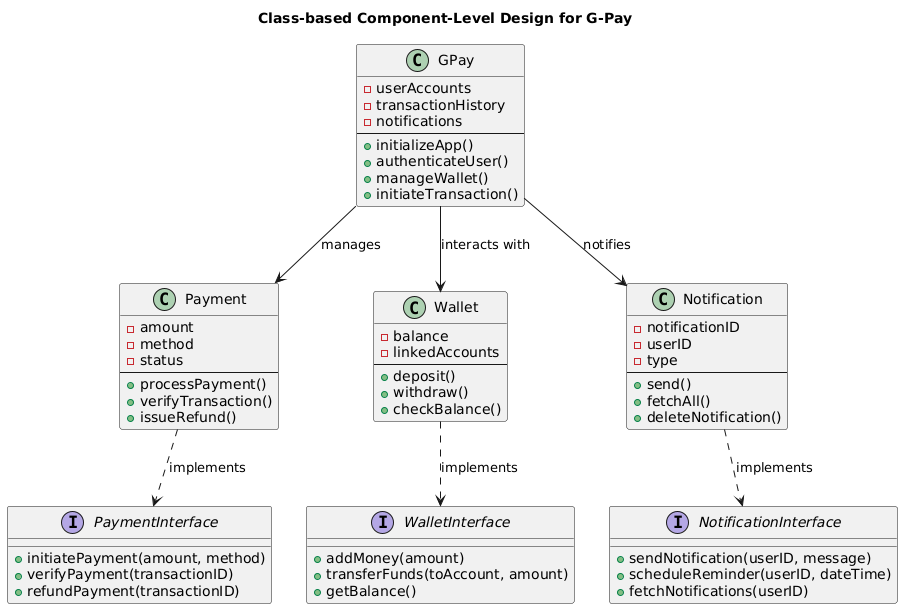 Class-based Component-Level Design for G-Pay
C GPay
userAccounts
transactionHistory
notifications
initializeApp()
authenticateUser()
manageWallet()
initiateTransaction()
manages
interacts with
notifies
C Payment
amount
method
status
processPayment()
verifyTransaction()
issueRefund()
C Wallet
balance
linkedAccounts
deposit()
withdraw()
checkBalance()
C Notification
notificationID
userID
type
send()
fetchAll()
deleteNotification()
implements
implements
implements
I PaymentInterface
initiatePayment(amount, method)
verifyPayment(transactionID)
refundPayment(transactionID)
I WalletInterface
addMoney(amount)
transferFunds(toAccount, amount)
getBalance()
I NotificationInterface
sendNotification(userID, message)
scheduleReminder(userID, dateTime)
fetchNotifications(userID)